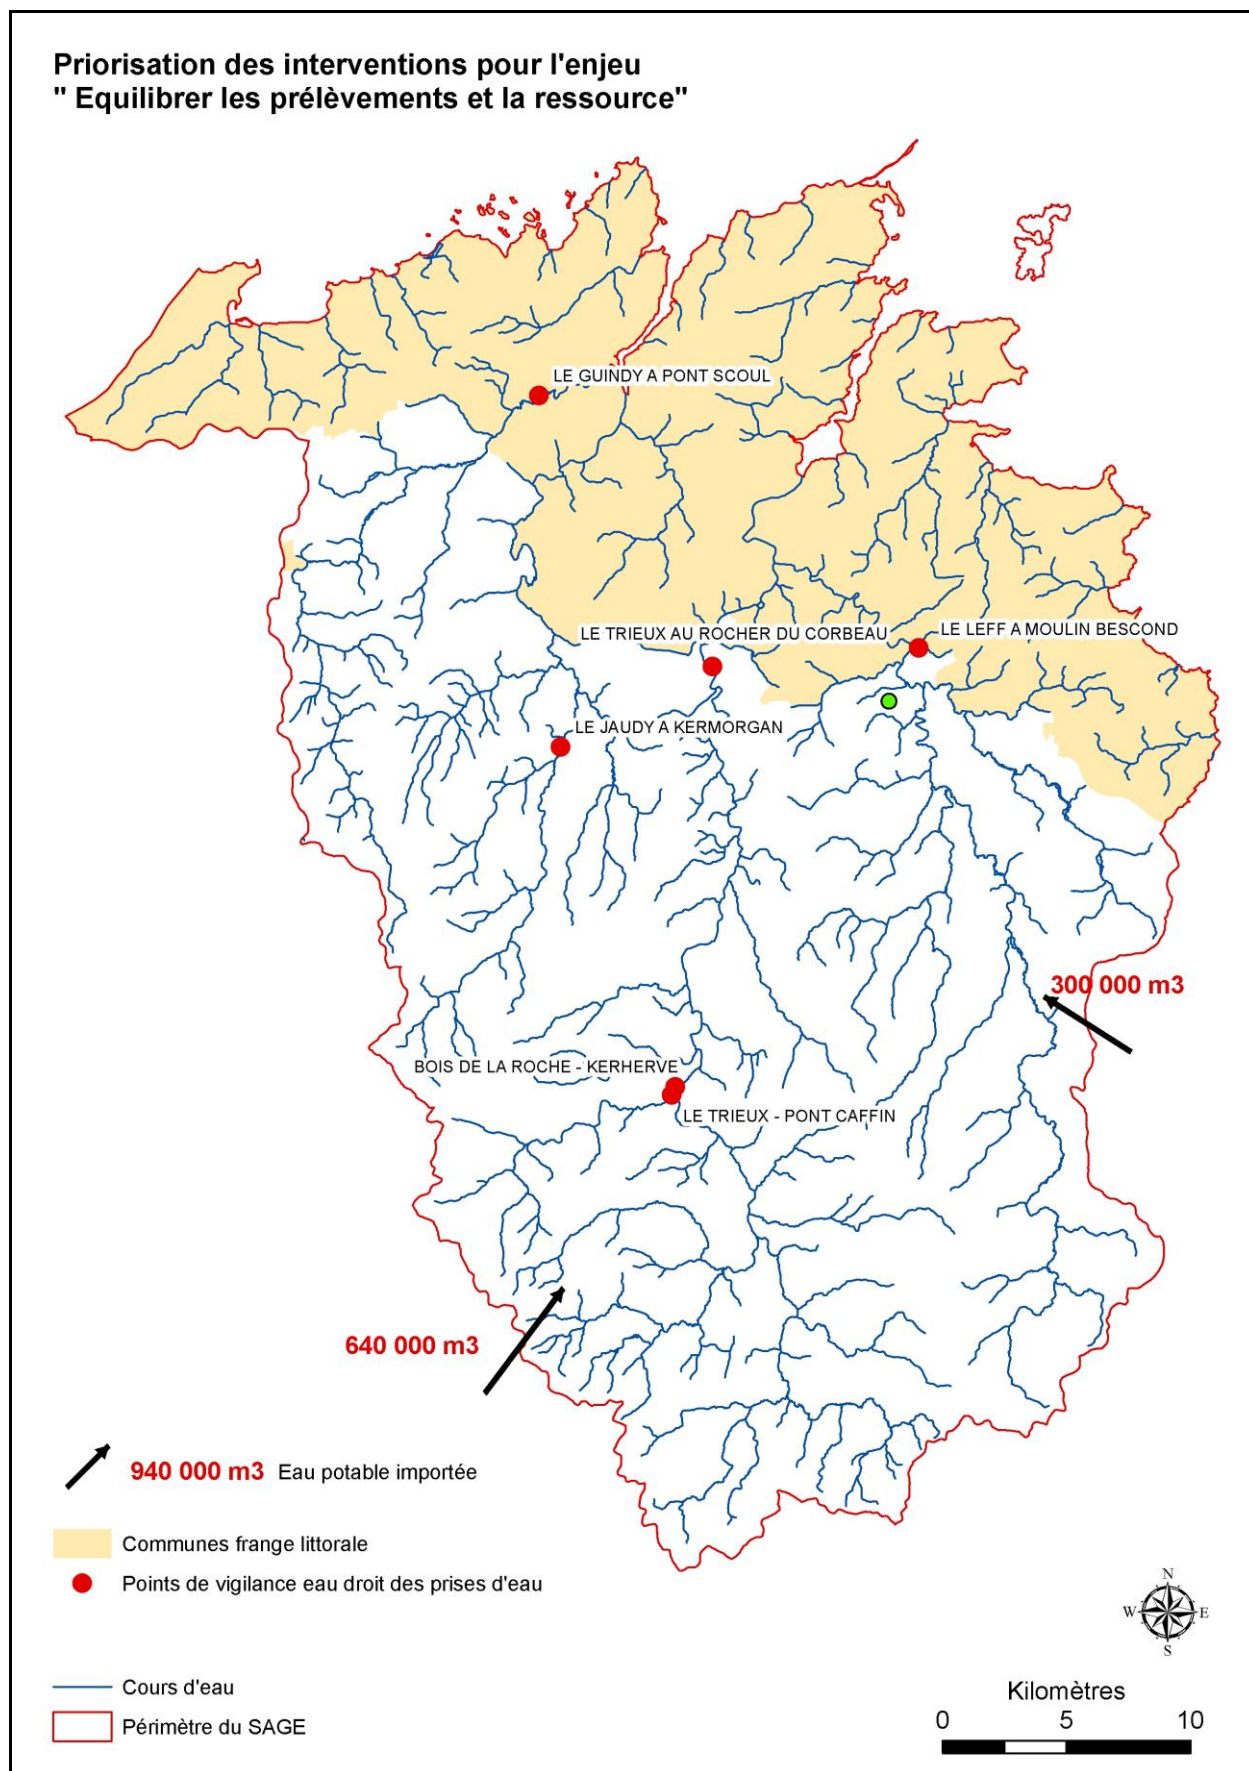 Priorisation des interventions pour l'enjeu
" Equilibrer les prélèvements et la ressource"
LE GUINDY A PONT SCOUL
LE TRIEUX AU ROCHER DU CORBEAU
LE LEFF A MOULIN BESCOND
LE JAUDY A KERMORGAN
300 000 m3
BOIS DE LA ROCHE - KERHERVE
LE TRIEUX - PONT CAFFIN
640 000 m3
940 000 m3 Eau potable importée
Communes frange littorale
Points de vigilance eau droit des prises d'eau
N
W E
S
Cours d'eau
Périmètre du SAGE
Kilomètres
0 5 10